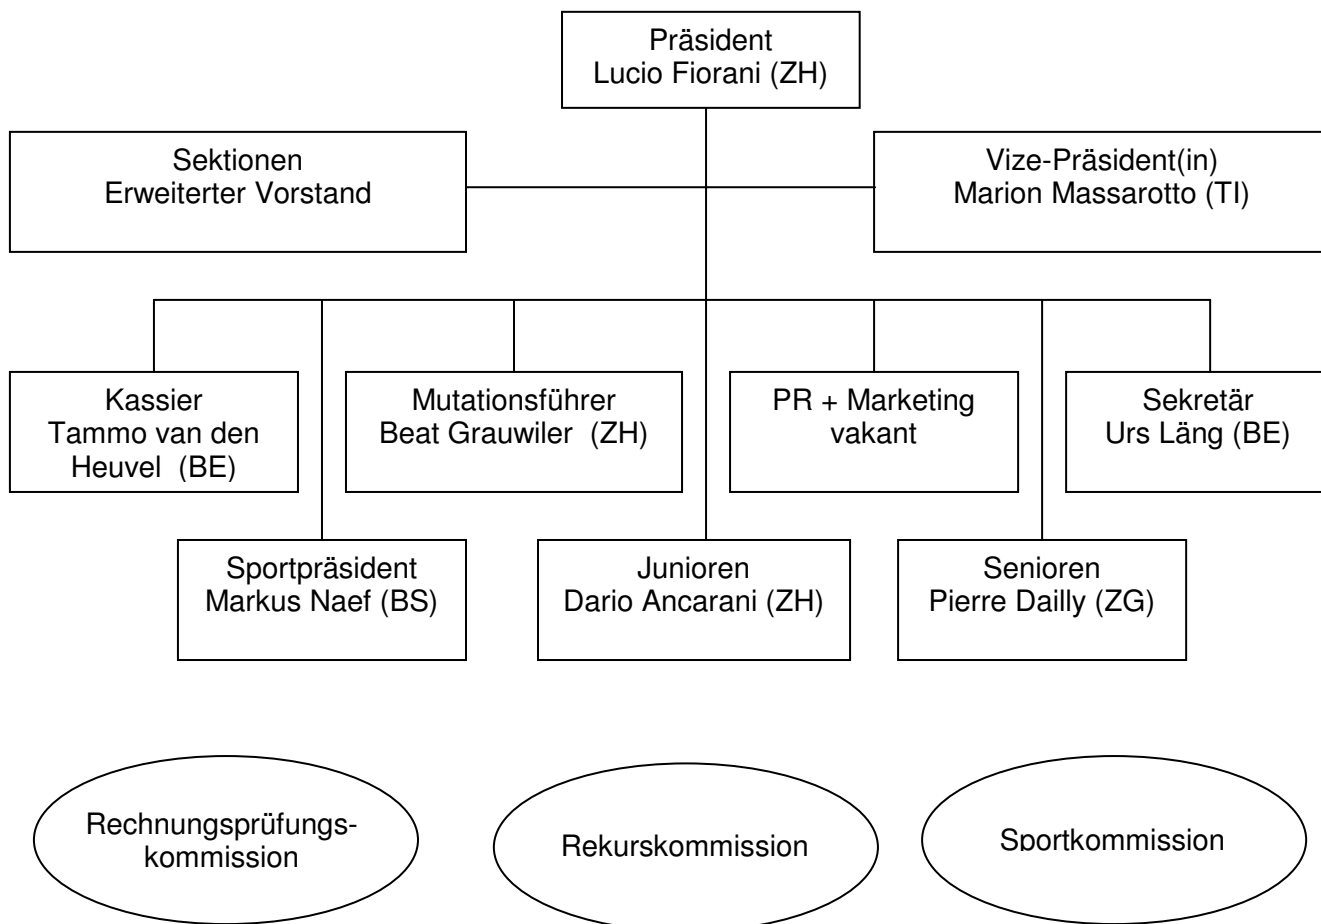 Präsident
Lucio Fiorani (ZH)
Sektionen
Erweiterter Vorstand
Vize-Präsident(in)
Marion Massarotto (TI)
Kassier
Tammo van den
Heuvel (BE)
Mutationsführer
Beat Grauwiler (ZH)
PR + Marketing
vakant
Sekretär
Urs Läng (BE)
Sportpräsident
Markus Naef (BS)
Junioren
Dario Ancarani (ZH)
Senioren
Pierre Dailly (ZG)
Rechnungsprüfungs-
kommission
Rekurskommission
Sportkommission